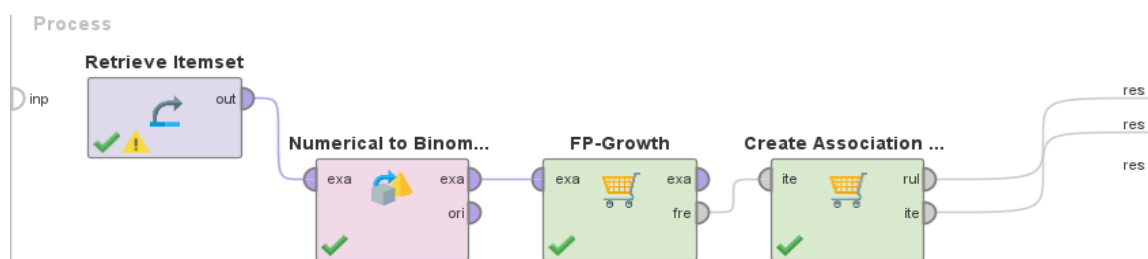 Process
Retrieve Itemset
inp
out
res
res
res
Numerical to Binom...
exa
exa
ori
FP-Growth
exa
exa
fre
Create Association ...
ite
rul
ite